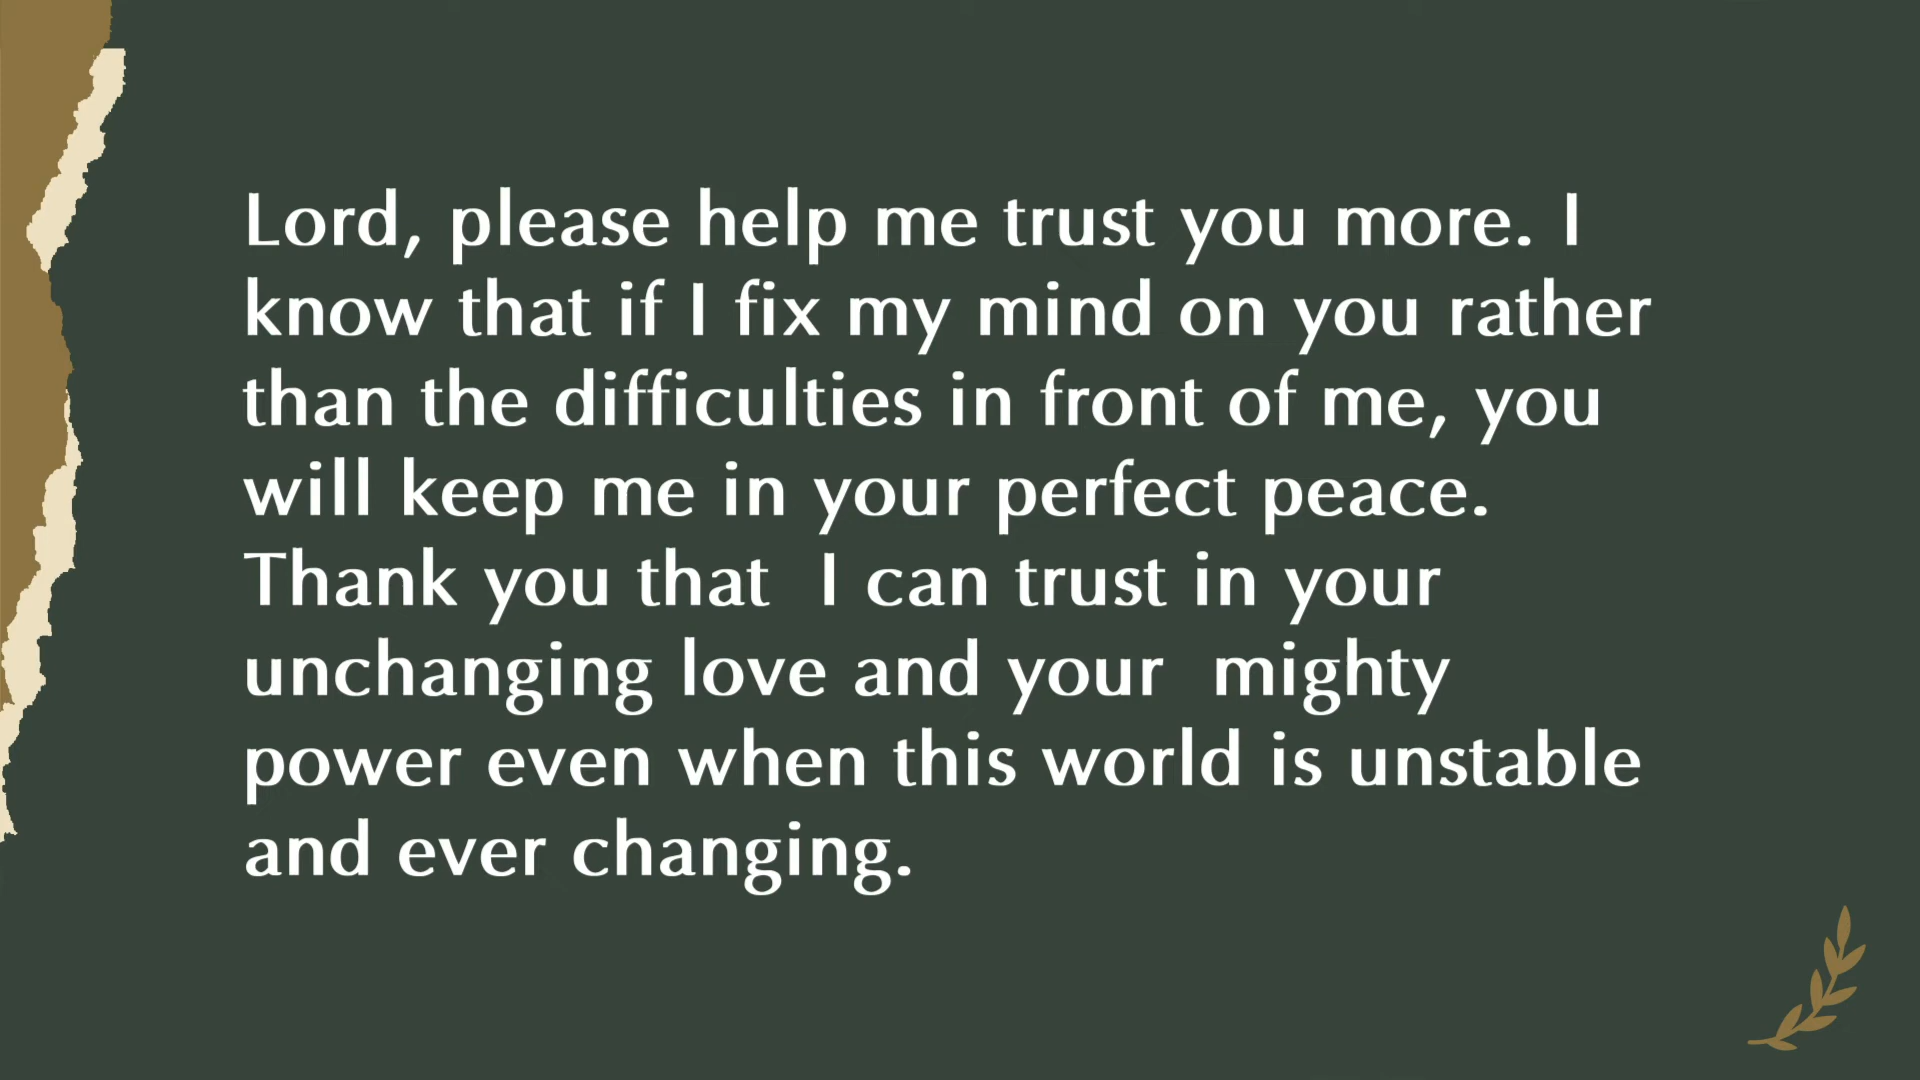 Lord, please help me trust you more. I
know that if I fix my mind on you rather
than the difficulties in front of me, you
will keep me in your perfect peace.
Thank you that  I can trust in your
unchanging love and your  mighty
power even when this world is unstable
and ever changing.